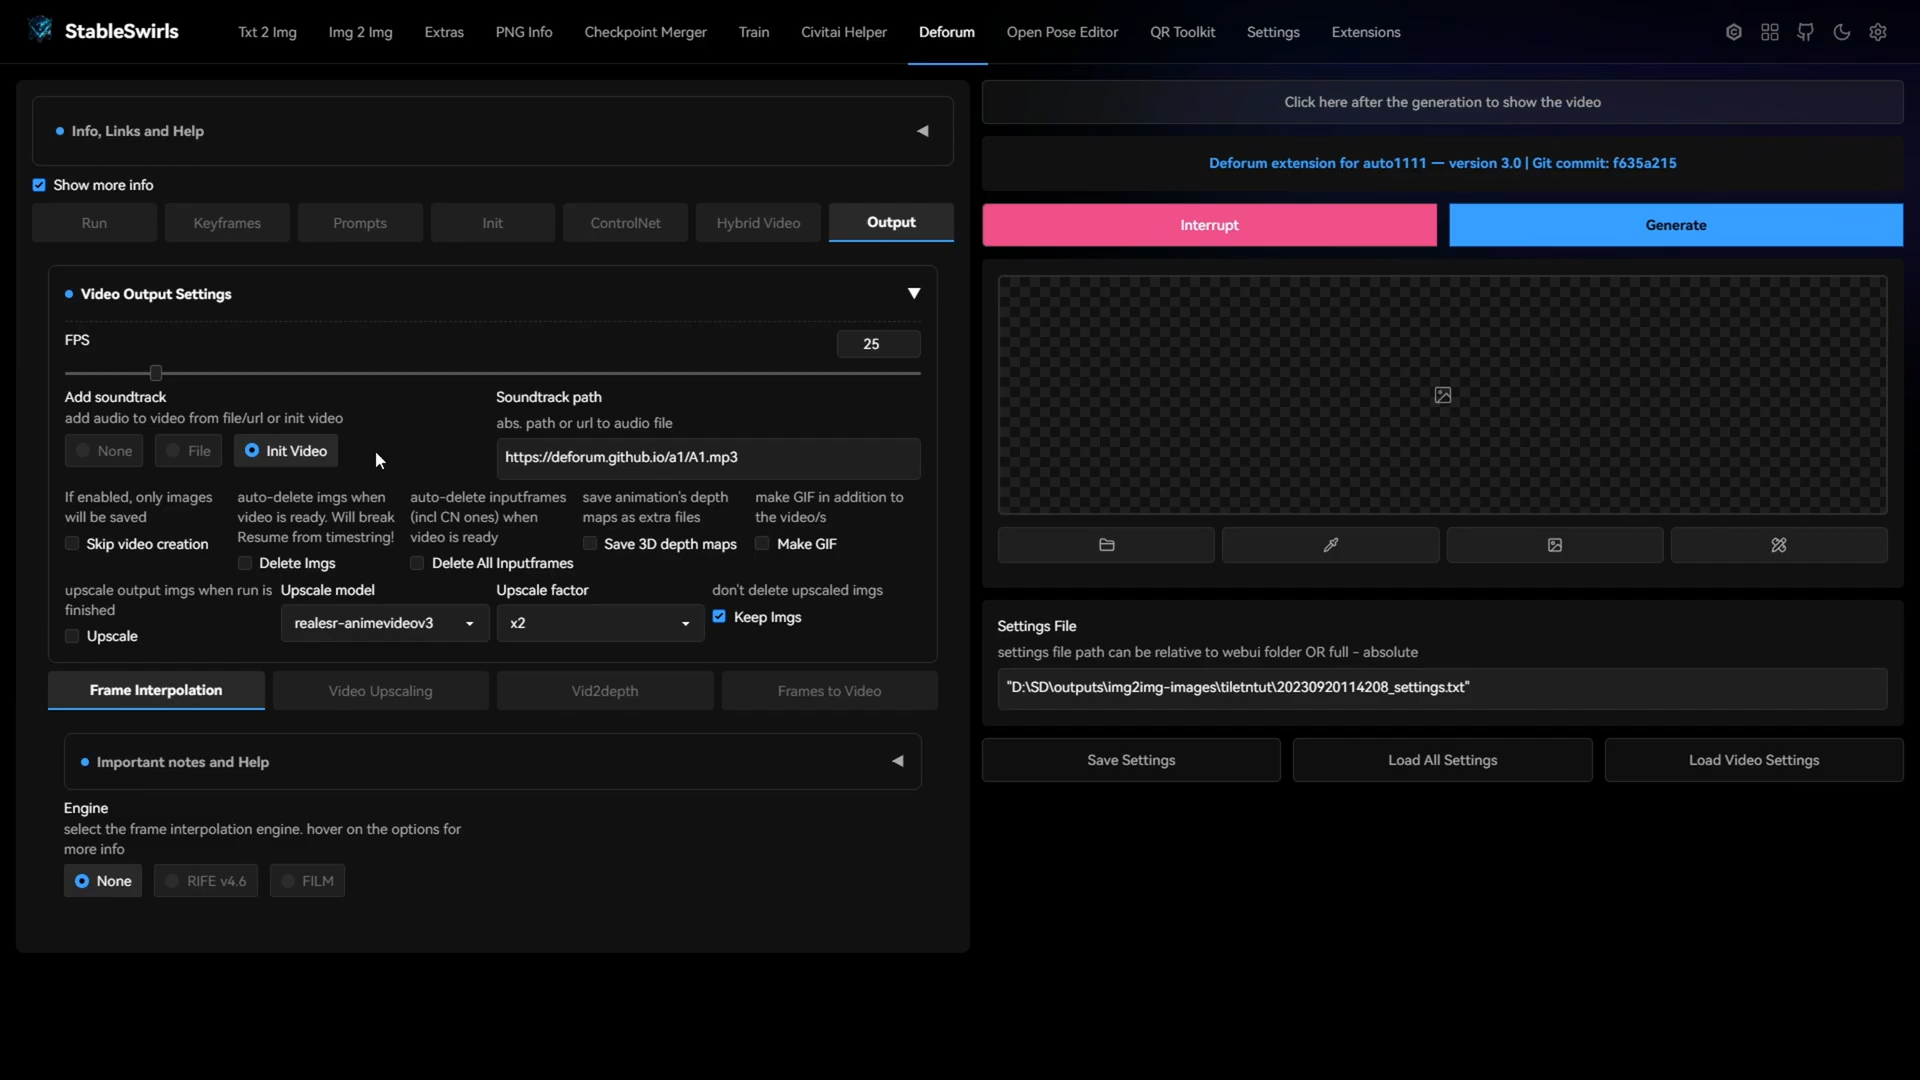 StableSwirls
Txt 2 Img
Img 2 Img
Extras
PNG Info
Checkpoint Merger
Train
Civitai Helper
Deforum
Open Pose Editor
QR Toolkit
Settings
Extensions
Info, Links and Help
Show more info
Run
Keyframes
Prompts
Init
ControlNet
Hybrid Video
Output
Video Output Settings
FPS
25
Add soundtrack
add audio to video from file/url or init video
None
File
Init Video
Soundtrack path
abs. path or url to audio file
https://deforum.github.io/a1/A1.mp3
If enabled, only images
will be saved
Skip video creation
auto-delete imgs when
video is ready. Will break
Resume from timestring!
Delete Imgs
auto-delete inputframes
(incl CN ones) when
video is ready
Delete All Inputframes
save animation's depth
maps as extra files
Save 3D depth maps
make GIF in addition to
the video/s
Make GIF
upscale output imgs when run is
finished
Upscale
Upscale model
realesr-animevideov3
Upscale factor
x2
don't delete upscaled imgs
Keep Imgs
Frame Interpolation
Video Upscaling
Vid2depth
Frames to Video
Important notes and Help
Engine
select the frame interpolation engine. hover on the options for
more info
None
RIFE v4.6
FILM
Click here after the generation to show the video
Deforum extension for auto1111 — version 3.0 | Git commit: f635a215
Interrupt
Generate
Settings File
settings file path can be relative to webui folder OR full - absolute
"D:\SD\outputs\img2img-images\tiletntut\20230920114208_settings.txt"
Save Settings
Load All Settings
Load Video Settings